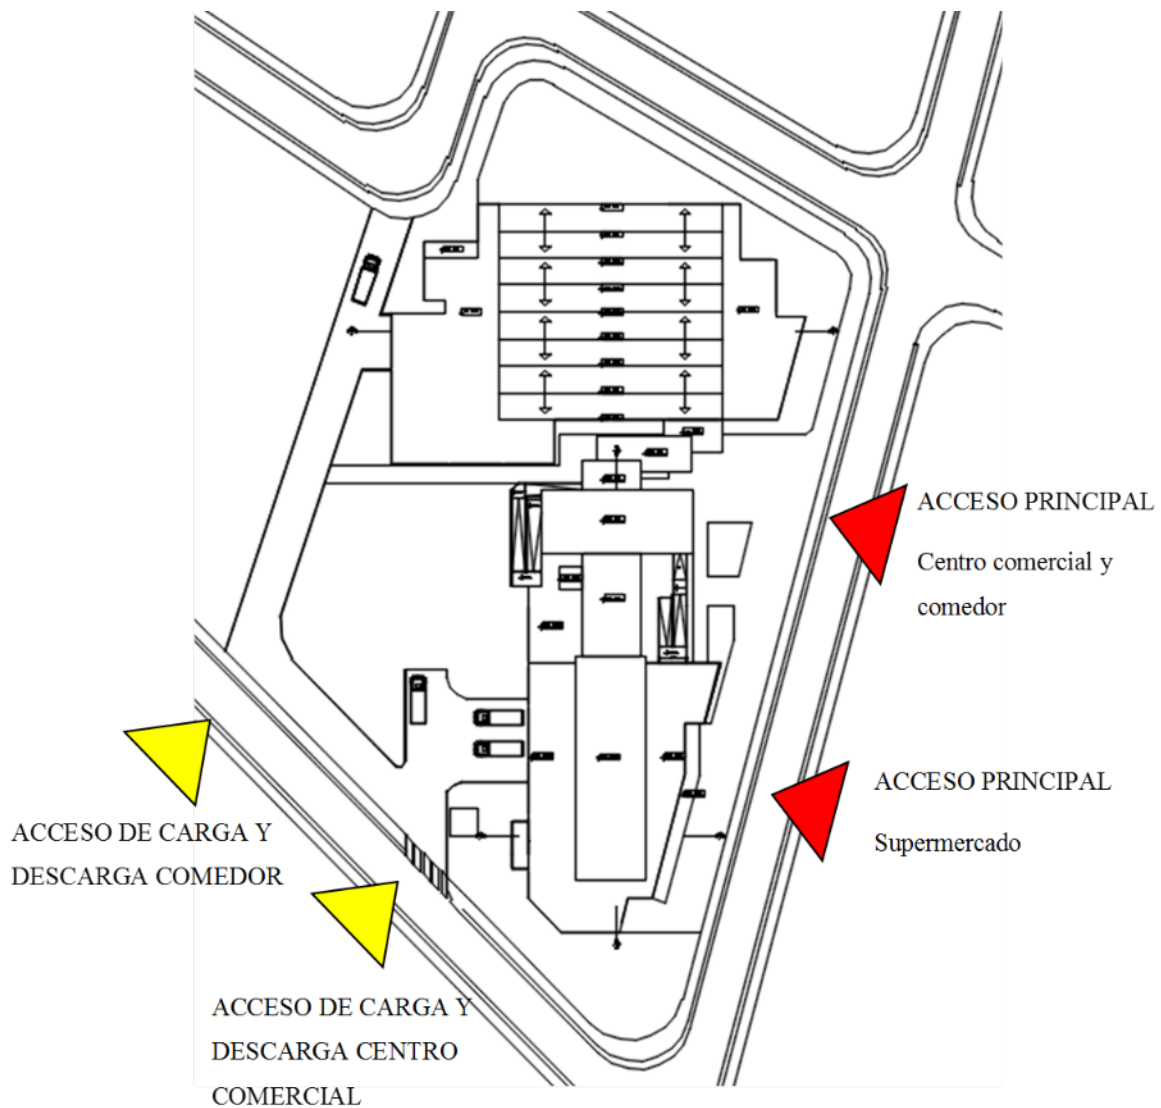 ACCESO PRINCIPAL
Centro comercial y
comedor
ACCESO PRINCIPAL
Supermercado
ACCESO DE CARGA Y
DESCARGA COMEDOR
ACCESO DE CARGA Y
DESCARGA CENTRO
COMERCIAL